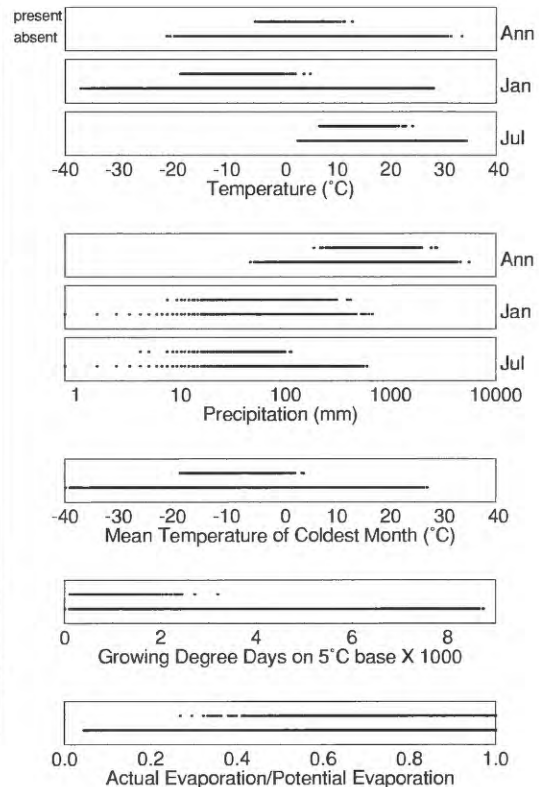 present
absent
Ann
Jan
Jul
-40 -30 -20 -10 0 10 20 30 40
Temperature (˚C)
Ann
Jan
Jul
1 10 100 1000 10000
Precipitation (mm)
-40 -30 -20 -10 0 10 20 30 40
Mean Temperature of Coldest Month (˚C)
0 2 4 6 8
Growing Degree Days on 5˚C base X 1000
0.0 0.2 0.4 0.6 0.8 1.0
Actual Evaporation/Potential Evaporation